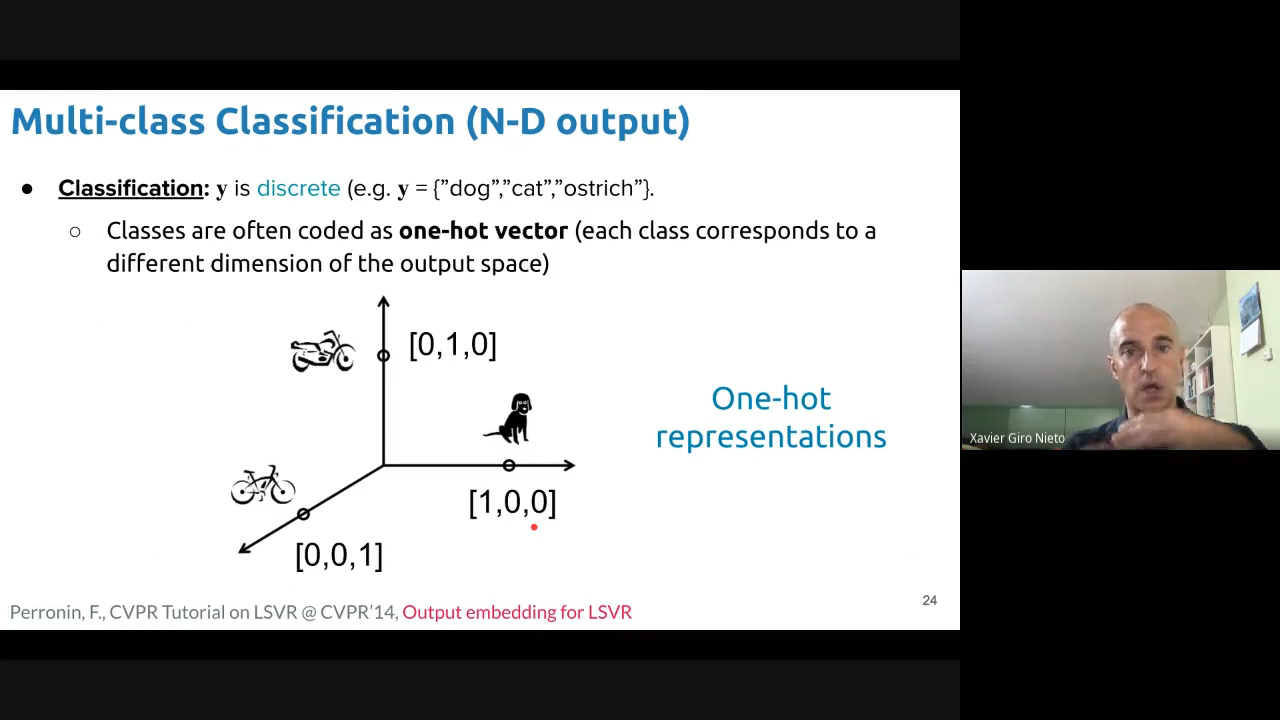 Multi-class Classification (N-D output)
● Classification: y is discrete (e.g. y = {”dog”,”cat”,”ostrich”}.
○ Classes are often coded as one-hot vector (each class corresponds to a
different dimension of the output space)
[0,1,0]
One-hot
representations
[1,0,0]
[0,0,1]
Perronin, F., CVPR Tutorial on LSVR @ CVPR’14, Output embedding for LSVR
24
Xavier Giro Nieto